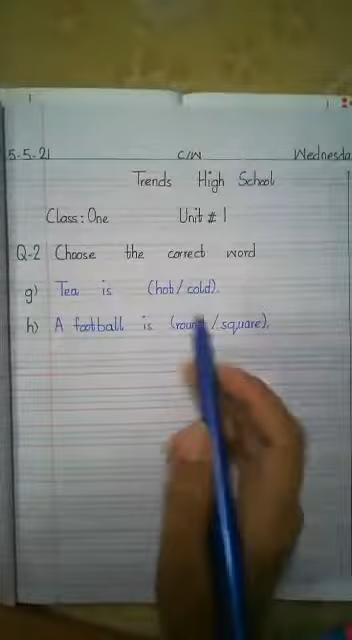 5-5-21 C/W Wednesda
Trends High School
Class: One Unit # 1
Q-2 Choose the correct word
g) Tea is (hot/cold).
h) A football is (round/square).